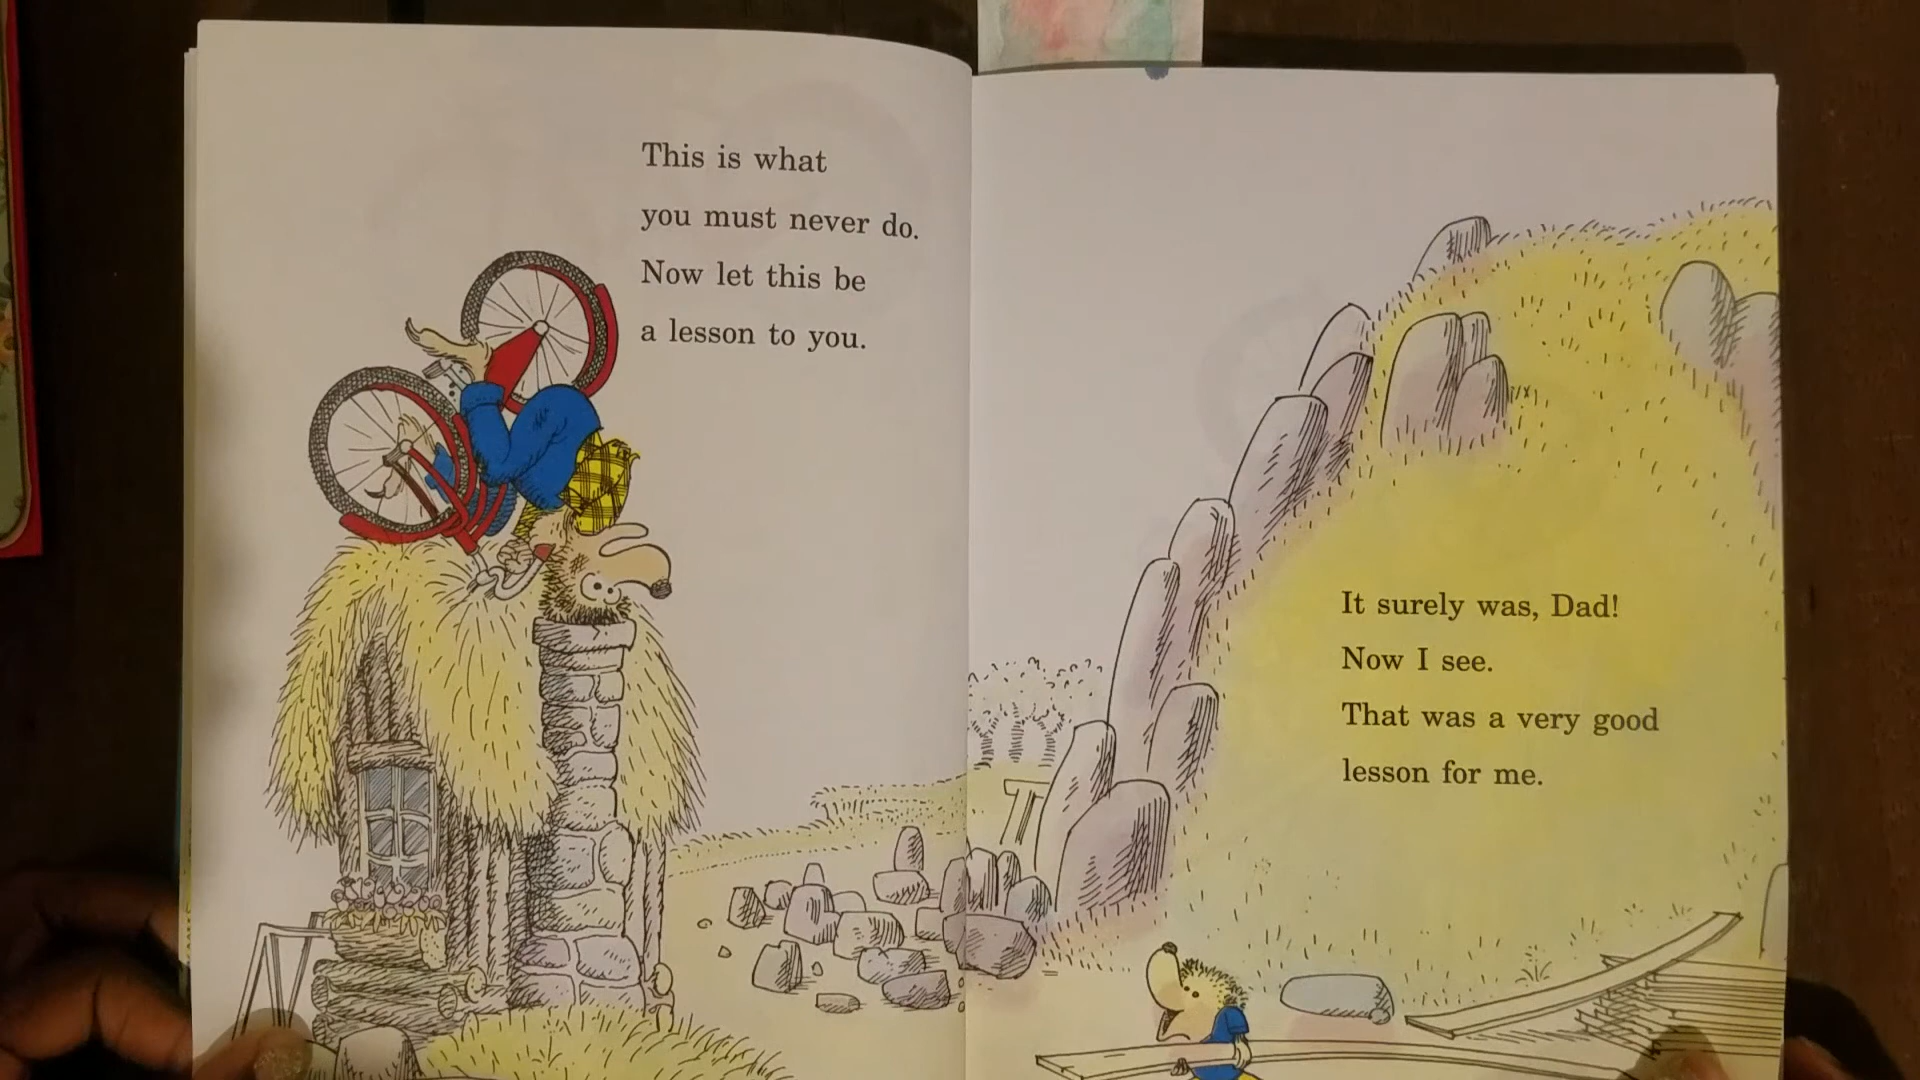 This is what
you must never do.
Now let this be
a lesson to you.
It surely was, Dad!
Now I see.
That was a very good
lesson for me.